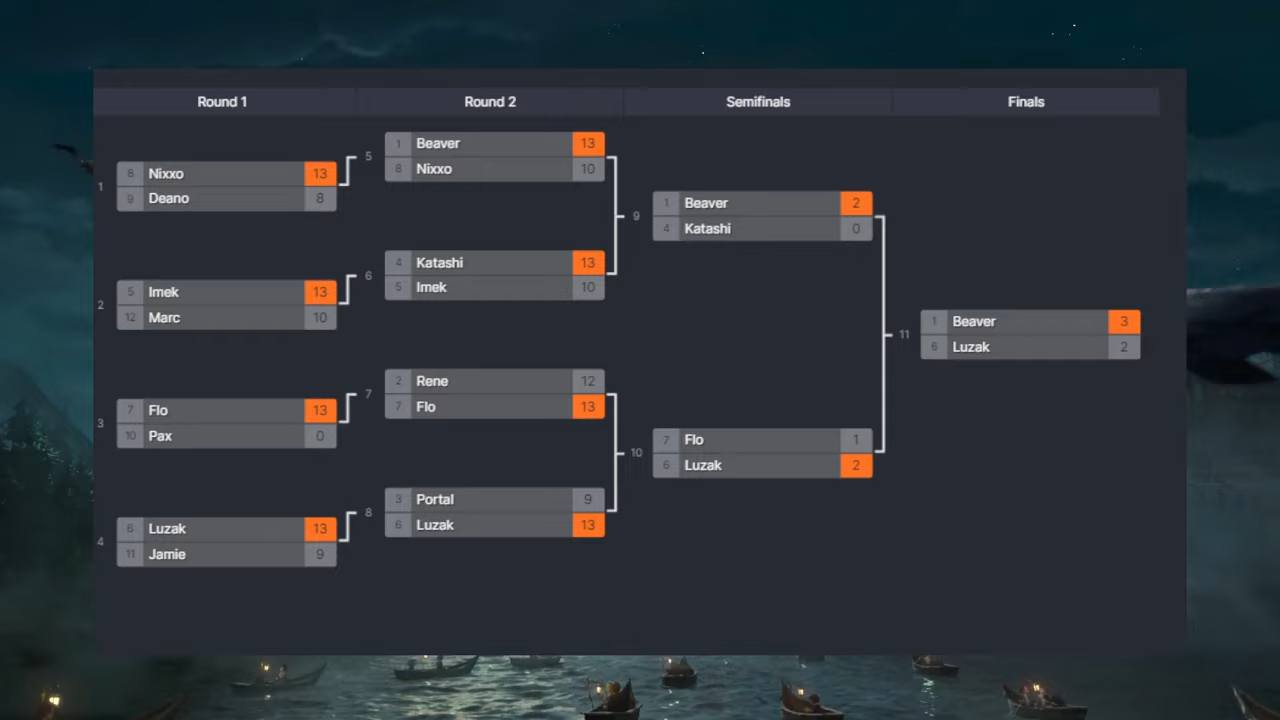 Round 1
Round 2
Semifinals
Finals
1
8 Nixxo 13
9 Deano 8
2
5 Imek 13
12 Marc 10
3
7 Flo 13
10 Pax 0
4
6 Luzak 13
11 Jamie 9
5
1 Beaver 13
8 Nixxo 10
6
4 Katashi 13
5 Imek 10
7
2 Rene 12
7 Flo 13
8
3 Portal 9
6 Luzak 13
9
1 Beaver 2
4 Katashi 0
10
7 Flo 1
6 Luzak 2
11
1 Beaver 3
6 Luzak 2